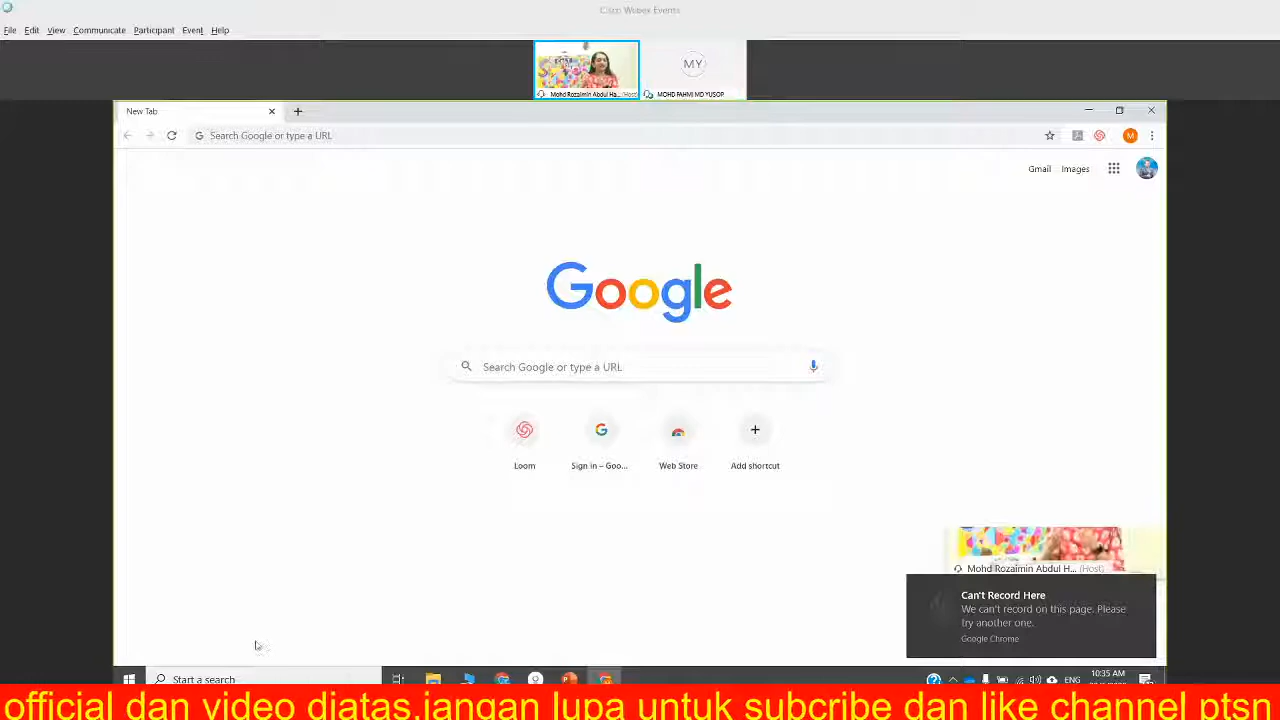 Cisco Webex Events
File Edit View Communicate Participant Event Help
MY
Mohd Rozaimin Abdul Ha... (Host)
MOHD FAHMI MD YUSOP
New Tab
Search Google or type a URL
M
Gmail Images
Google
Search Google or type a URL
Loom Sign in – Goo... Web Store Add shortcut
Mohd Rozaimin Abdul H... (Host)
Can't Record Here
We can't record on this page. Please
try another one.
Google Chrome
Start a search
ENG
10:35 AM
official dan video diatas,jangan lupa untuk subcribe dan like channel ptsn